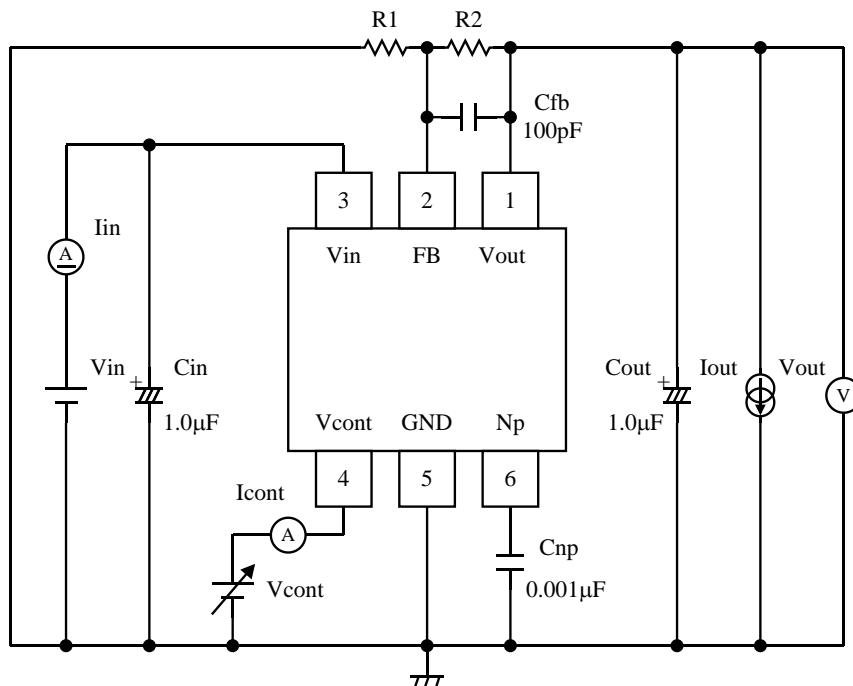 R1 R2
Cfb
100pF
3 2 1
Iin
A
Vin FB Vout
Vin
+
Cin
1.0μF
Cout
+
1.0μF
Iout
Vout
V
Vcont GND Np
4 5 6
Icont
A
Vcont
Cnp
0.001μF